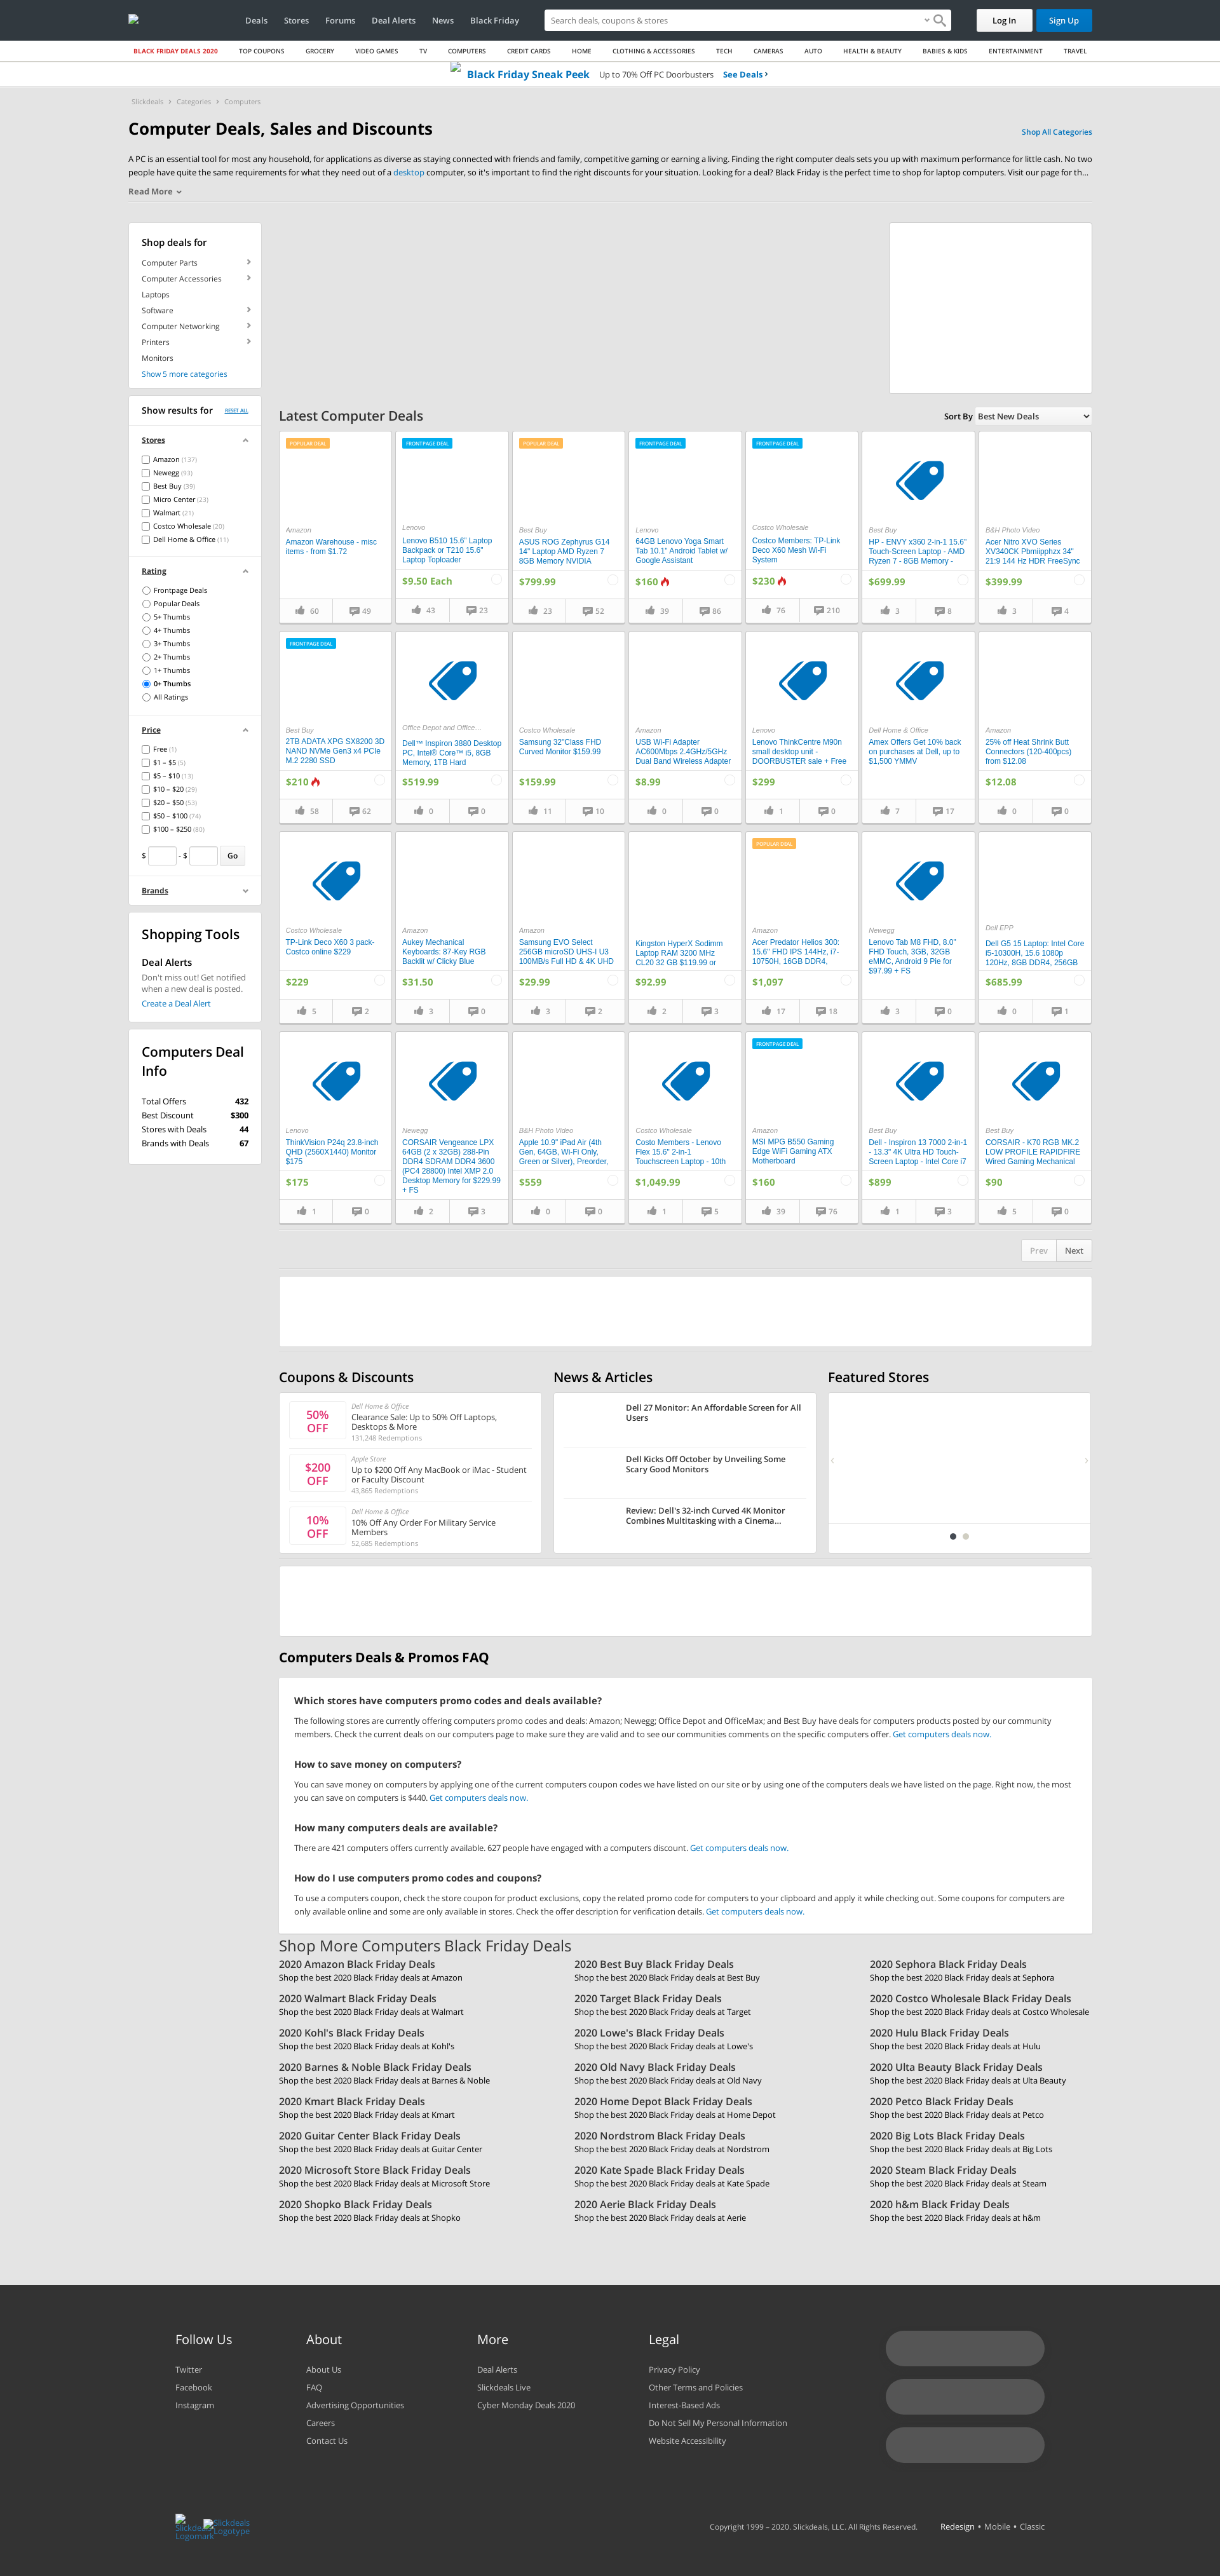 Deals
Stores
Forums
Deal Alerts
News
Black Friday
Search deals, coupons & stores
Log In
Sign Up
BLACK FRIDAY DEALS 2020
TOP COUPONS
GROCERY
VIDEO GAMES
TV
COMPUTERS
CREDIT CARDS
HOME
CLOTHING & ACCESSORIES
TECH
CAMERAS
AUTO
HEALTH & BEAUTY
BABIES & KIDS
ENTERTAINMENT
TRAVEL
Black Friday Sneak Peek
Up to 70% Off PC Doorbusters
See Deals ›
Slickdeals › Categories › Computers
Computer Deals, Sales and Discounts
Shop All Categories
A PC is an essential tool for most any household, for applications as diverse as staying connected with friends and family, competitive gaming or earning a living. Finding the right computer deals sets you up with maximum performance for little cash. No two
people have quite the same requirements for what they need out of a desktop computer, so it's important to find the right discounts for your situation. Looking for a deal? Black Friday is the perfect time to shop for laptop computers. Visit our page for th...
Read More
Shop deals for
Computer Parts
Computer Accessories
Laptops
Software
Computer Networking
Printers
Monitors
Show 5 more categories
Show results for
RESET ALL
Stores
Amazon (137)
Newegg (93)
Best Buy (39)
Micro Center (23)
Walmart (21)
Costco Wholesale (20)
Dell Home & Office (11)
Rating
Frontpage Deals
Popular Deals
5+ Thumbs
4+ Thumbs
3+ Thumbs
2+ Thumbs
1+ Thumbs
0+ Thumbs
All Ratings
Price
Free (1)
$1 – $5 (5)
$5 – $10 (13)
$10 – $20 (29)
$20 – $50 (53)
$50 – $100 (74)
$100 – $250 (80)
$ - $ Go
Brands
Shopping Tools
Deal Alerts
Don't miss out! Get notified
when a new deal is posted.
Create a Deal Alert
Computers Deal
Info
Total Offers 432
Best Discount $300
Stores with Deals 44
Brands with Deals 67
Latest Computer Deals
Sort By Best New Deals
POPULAR DEAL
Amazon
Amazon Warehouse - misc
items - from $1.72
60 49
FRONTPAGE DEAL
Lenovo
Lenovo B510 15.6" Laptop
Backpack or T210 15.6"
Laptop Toploader
$9.50 Each
43 23
POPULAR DEAL
Best Buy
ASUS ROG Zephyrus G14
14" Laptop AMD Ryzen 7
8GB Memory NVIDIA
$799.99
23 52
FRONTPAGE DEAL
Lenovo
64GB Lenovo Yoga Smart
Tab 10.1" Android Tablet w/
Google Assistant
$160
39 86
FRONTPAGE DEAL
Costco Wholesale
Costco Members: TP-Link
Deco X60 Mesh Wi-Fi
System
$230
76 210
Best Buy
HP - ENVY x360 2-in-1 15.6"
Touch-Screen Laptop - AMD
Ryzen 7 - 8GB Memory -
$699.99
3 8
B&H Photo Video
Acer Nitro XVO Series
XV340CK Pbmiipphzx 34"
21:9 144 Hz HDR FreeSync
$399.99
3 4
FRONTPAGE DEAL
Best Buy
2TB ADATA XPG SX8200 3D
NAND NVMe Gen3 x4 PCIe
M.2 2280 SSD
$210
58 62
Office Depot and Office...
Dell™ Inspiron 3880 Desktop
PC, Intel® Core™ i5, 8GB
Memory, 1TB Hard
$519.99
0 0
Costco Wholesale
Samsung 32"Class FHD
Curved Monitor $159.99
$159.99
11 10
Amazon
USB Wi-Fi Adapter
AC600Mbps 2.4GHz/5GHz
Dual Band Wireless Adapter
$8.99
0 0
Lenovo
Lenovo ThinkCentre M90n
small desktop unit -
DOORBUSTER sale + Free
$299
1 0
Dell Home & Office
Amex Offers Get 10% back
on purchases at Dell, up to
$1,500 YMMV
7 17
Amazon
25% off Heat Shrink Butt
Connectors (120-400pcs)
from $12.08
$12.08
0 0
Costco Wholesale
TP-Link Deco X60 3 pack-
Costco online $229
$229
5 2
Amazon
Aukey Mechanical
Keyboards: 87-Key RGB
Backlit w/ Clicky Blue
$31.50
3 0
Amazon
Samsung EVO Select
256GB microSD UHS-I U3
100MB/s Full HD & 4K UHD
$29.99
3 2
Kingston HyperX Sodimm
Laptop RAM 3200 MHz
CL20 32 GB $119.99 or
$92.99
2 3
POPULAR DEAL
Amazon
Acer Predator Helios 300:
15.6" FHD IPS 144Hz, i7-
10750H, 16GB DDR4,
$1,097
17 18
Newegg
Lenovo Tab M8 FHD, 8.0"
FHD Touch, 3GB, 32GB
eMMC, Android 9 Pie for
$97.99 + FS
3 0
Dell EPP
Dell G5 15 Laptop: Intel Core
i5-10300H, 15.6 1080p
120Hz, 8GB DDR4, 256GB
$685.99
0 1
Lenovo
ThinkVision P24q 23.8-inch
QHD (2560X1440) Monitor
$175
$175
1 0
Newegg
CORSAIR Vengeance LPX
64GB (2 x 32GB) 288-Pin
DDR4 SDRAM DDR4 3600
(PC4 28800) Intel XMP 2.0
Desktop Memory for $229.99
+ FS
2 3
B&H Photo Video
Apple 10.9" iPad Air (4th
Gen, 64GB, Wi-Fi Only,
Green or Silver), Preorder,
$559
0 0
Costco Wholesale
Costo Members - Lenovo
Flex 15.6" 2-in-1
Touchscreen Laptop - 10th
$1,049.99
1 5
FRONTPAGE DEAL
Amazon
MSI MPG B550 Gaming
Edge WiFi Gaming ATX
Motherboard
$160
39 76
Best Buy
Dell - Inspiron 13 7000 2-in-1
- 13.3" 4K Ultra HD Touch-
Screen Laptop - Intel Core i7
$899
1 3
Best Buy
CORSAIR - K70 RGB MK.2
LOW PROFILE RAPIDFIRE
Wired Gaming Mechanical
$90
5 0
Prev
Next
Coupons & Discounts
50%
OFF
Dell Home & Office
Clearance Sale: Up to 50% Off Laptops,
Desktops & More
131,248 Redemptions
$200
OFF
Apple Store
Up to $200 Off Any MacBook or iMac - Student
or Faculty Discount
43,865 Redemptions
10%
OFF
Dell Home & Office
10% Off Any Order For Military Service
Members
52,685 Redemptions
News & Articles
Dell 27 Monitor: An Affordable Screen for All
Users
Dell Kicks Off October by Unveiling Some
Scary Good Monitors
Review: Dell's 32-inch Curved 4K Monitor
Combines Multitasking with a Cinema...
Featured Stores
Computers Deals & Promos FAQ
Which stores have computers promo codes and deals available?
The following stores are currently offering computers promo codes and deals: Amazon; Newegg; Office Depot and OfficeMax; and Best Buy have deals for computers products posted by our community
members. Check the current deals on our computers page to make sure they are valid and to see our communities comments on the specific computers offer. Get computers deals now.
How to save money on computers?
You can save money on computers by applying one of the current computers coupon codes we have listed on our site or by using one of the computers deals we have listed on the page. Right now, the most
you can save on computers is $440. Get computers deals now.
How many computers deals are available?
There are 421 computers offers currently available. 627 people have engaged with a computers discount. Get computers deals now.
How do I use computers promo codes and coupons?
To use a computers coupon, check the store coupon for product exclusions, copy the related promo code for computers to your clipboard and apply it while checking out. Some coupons for computers are
only available online and some are only available in stores. Check the offer description for verification details. Get computers deals now.
Shop More Computers Black Friday Deals
2020 Amazon Black Friday Deals
Shop the best 2020 Black Friday deals at Amazon
2020 Best Buy Black Friday Deals
Shop the best 2020 Black Friday deals at Best Buy
2020 Sephora Black Friday Deals
Shop the best 2020 Black Friday deals at Sephora
2020 Walmart Black Friday Deals
Shop the best 2020 Black Friday deals at Walmart
2020 Target Black Friday Deals
Shop the best 2020 Black Friday deals at Target
2020 Costco Wholesale Black Friday Deals
Shop the best 2020 Black Friday deals at Costco Wholesale
2020 Kohl's Black Friday Deals
Shop the best 2020 Black Friday deals at Kohl's
2020 Lowe's Black Friday Deals
Shop the best 2020 Black Friday deals at Lowe's
2020 Hulu Black Friday Deals
Shop the best 2020 Black Friday deals at Hulu
2020 Barnes & Noble Black Friday Deals
Shop the best 2020 Black Friday deals at Barnes & Noble
2020 Old Navy Black Friday Deals
Shop the best 2020 Black Friday deals at Old Navy
2020 Ulta Beauty Black Friday Deals
Shop the best 2020 Black Friday deals at Ulta Beauty
2020 Kmart Black Friday Deals
Shop the best 2020 Black Friday deals at Kmart
2020 Home Depot Black Friday Deals
Shop the best 2020 Black Friday deals at Home Depot
2020 Petco Black Friday Deals
Shop the best 2020 Black Friday deals at Petco
2020 Guitar Center Black Friday Deals
Shop the best 2020 Black Friday deals at Guitar Center
2020 Nordstrom Black Friday Deals
Shop the best 2020 Black Friday deals at Nordstrom
2020 Big Lots Black Friday Deals
Shop the best 2020 Black Friday deals at Big Lots
2020 Microsoft Store Black Friday Deals
Shop the best 2020 Black Friday deals at Microsoft Store
2020 Kate Spade Black Friday Deals
Shop the best 2020 Black Friday deals at Kate Spade
2020 Steam Black Friday Deals
Shop the best 2020 Black Friday deals at Steam
2020 Shopko Black Friday Deals
Shop the best 2020 Black Friday deals at Shopko
2020 Aerie Black Friday Deals
Shop the best 2020 Black Friday deals at Aerie
2020 h&m Black Friday Deals
Shop the best 2020 Black Friday deals at h&m
Follow Us
Twitter
Facebook
Instagram
About
About Us
FAQ
Advertising Opportunities
Careers
Contact Us
More
Deal Alerts
Slickdeals Live
Cyber Monday Deals 2020
Legal
Privacy Policy
Other Terms and Policies
Interest-Based Ads
Do Not Sell My Personal Information
Website Accessibility
Slickdeals
Logomark
Slickdeals
Logotype
Copyright 1999 – 2020. Slickdeals, LLC. All Rights Reserved.
Redesign • Mobile • Classic